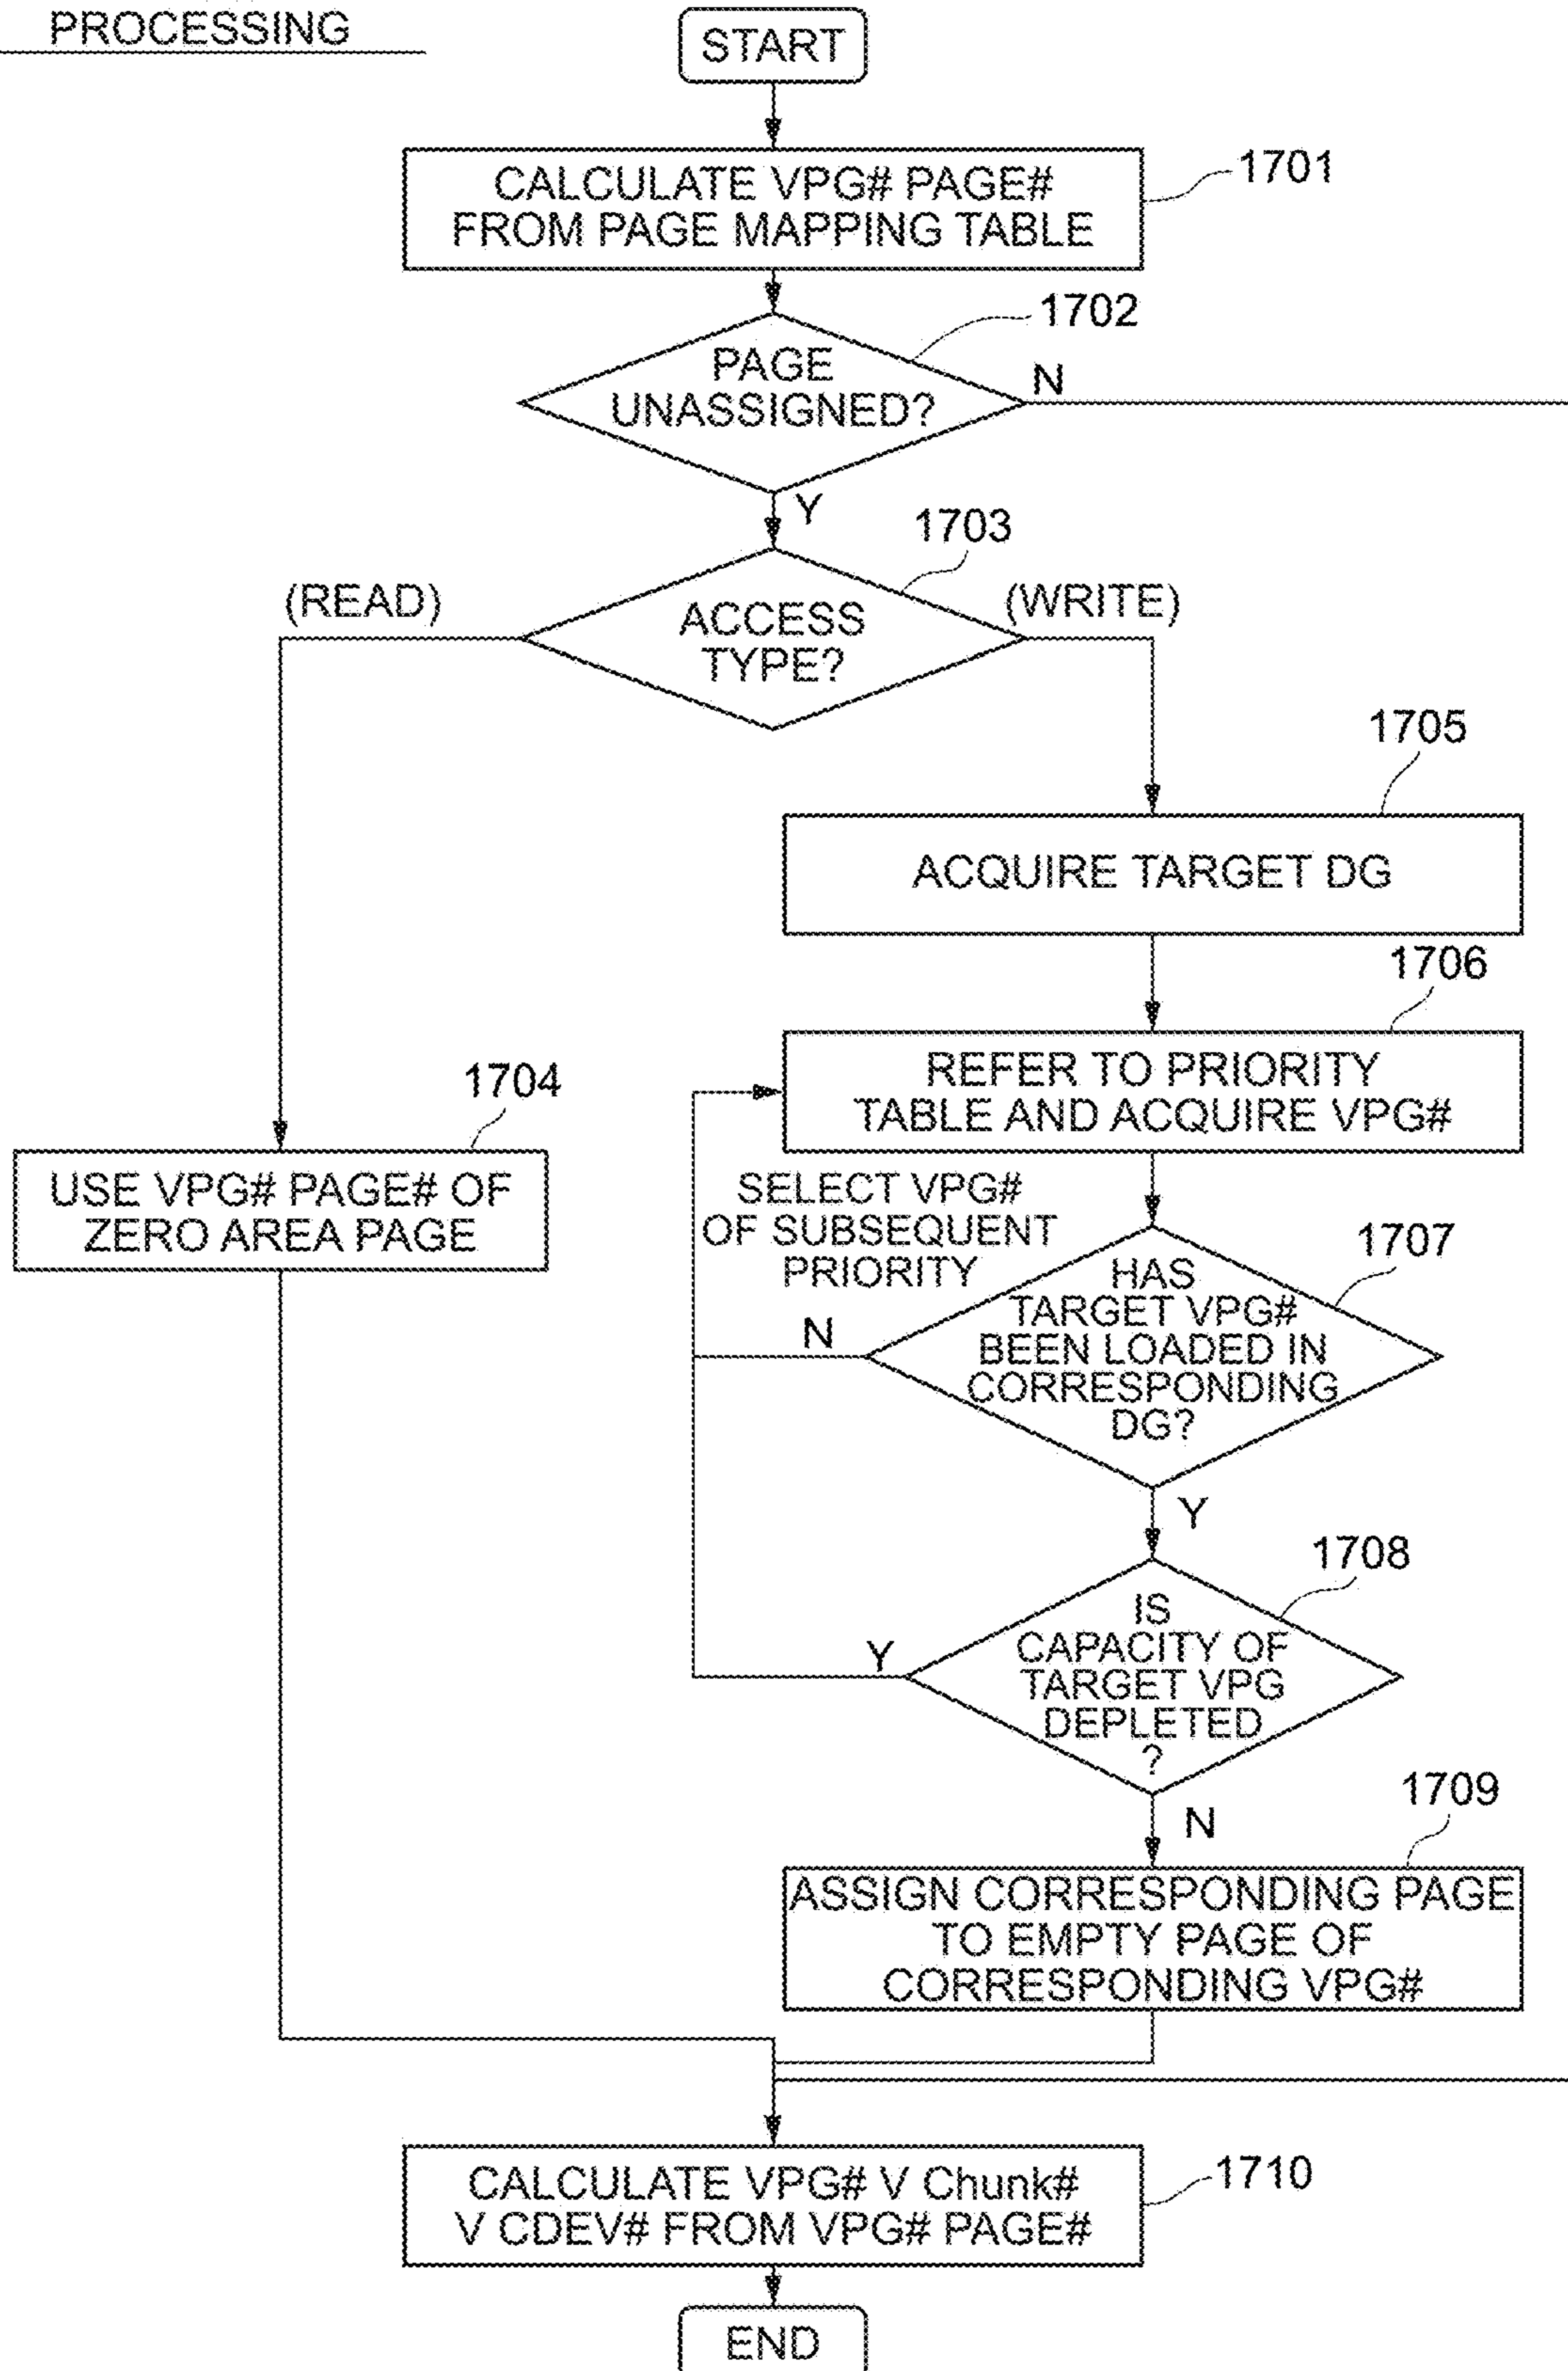 PROCESSING
START
CALCULATE VPG# PAGE#
FROM PAGE MAPPING TABLE
1701
1702
PAGE
UNASSIGNED?
N
Y
1703
(READ)
ACCESS
TYPE?
(WRITE)
1705
ACQUIRE TARGET DG
1706
REFER TO PRIORITY
TABLE AND ACQUIRE VPG#
1704
USE VPG# PAGE# OF
ZERO AREA PAGE
SELECT VPG#
OF SUBSEQUENT
PRIORITY
1707
HAS
TARGET VPG#
BEEN LOADED IN
CORRESPONDING
DG?
N
Y
1708
IS
CAPACITY OF
TARGET VPG
DEPLETED
?
Y
N
1709
ASSIGN CORRESPONDING PAGE
TO EMPTY PAGE OF
CORRESPONDING VPG#
CALCULATE VPG# V Chunk#
V CDEV# FROM VPG# PAGE#
1710
END